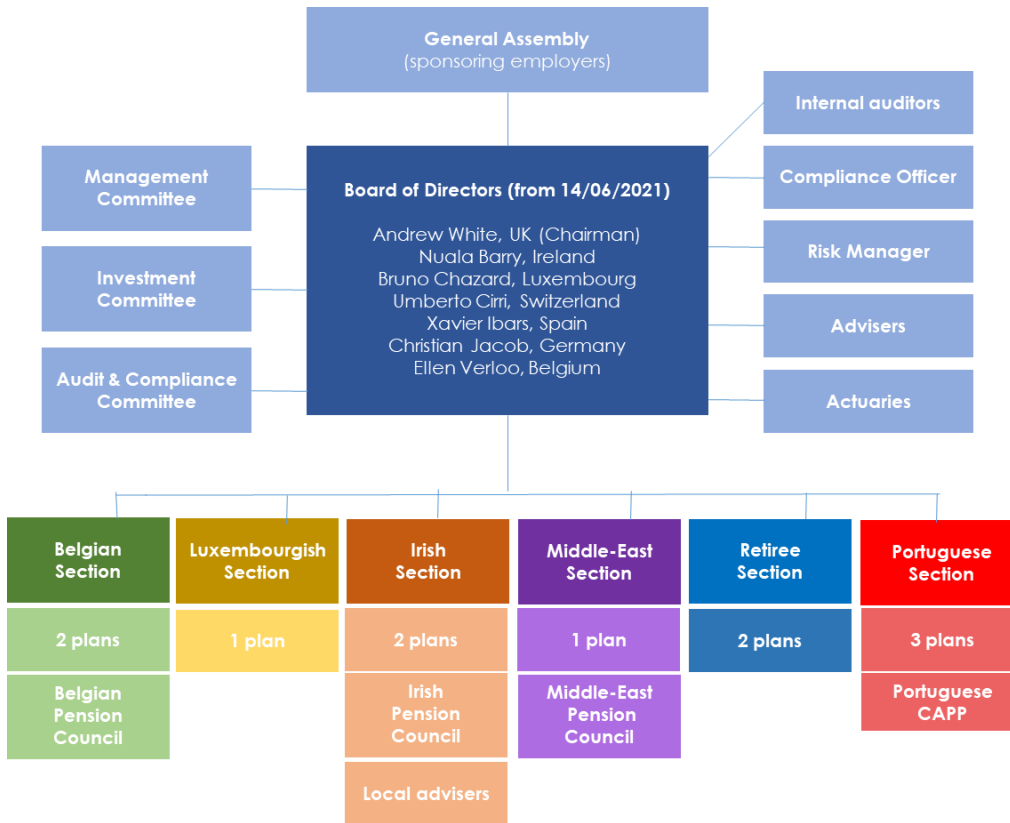 General Assembly
(sponsoring employers)
Internal auditors
Management
Committee
Compliance Officer
Board of Directors (from 14/06/2021)
Andrew White, UK (Chairman)
Nuala Barry, Ireland
Bruno Chazard, Luxembourg
Umberto Cirri, Switzerland
Xavier Ibars, Spain
Christian Jacob, Germany
Ellen Verloo, Belgium
Investment
Committee
Risk Manager
Advisers
Audit & Compliance
Committee
Actuaries
Belgian
Section
Luxembourgish
Section
Irish
Section
Middle-East
Section
Retiree
Section
Portuguese
Section
2 plans
1 plan
2 plans
1 plan
2 plans
3 plans
Belgian
Pension
Council
Irish
Pension
Council
Middle-East
Pension
Council
Portuguese
CAPP
Local advisers